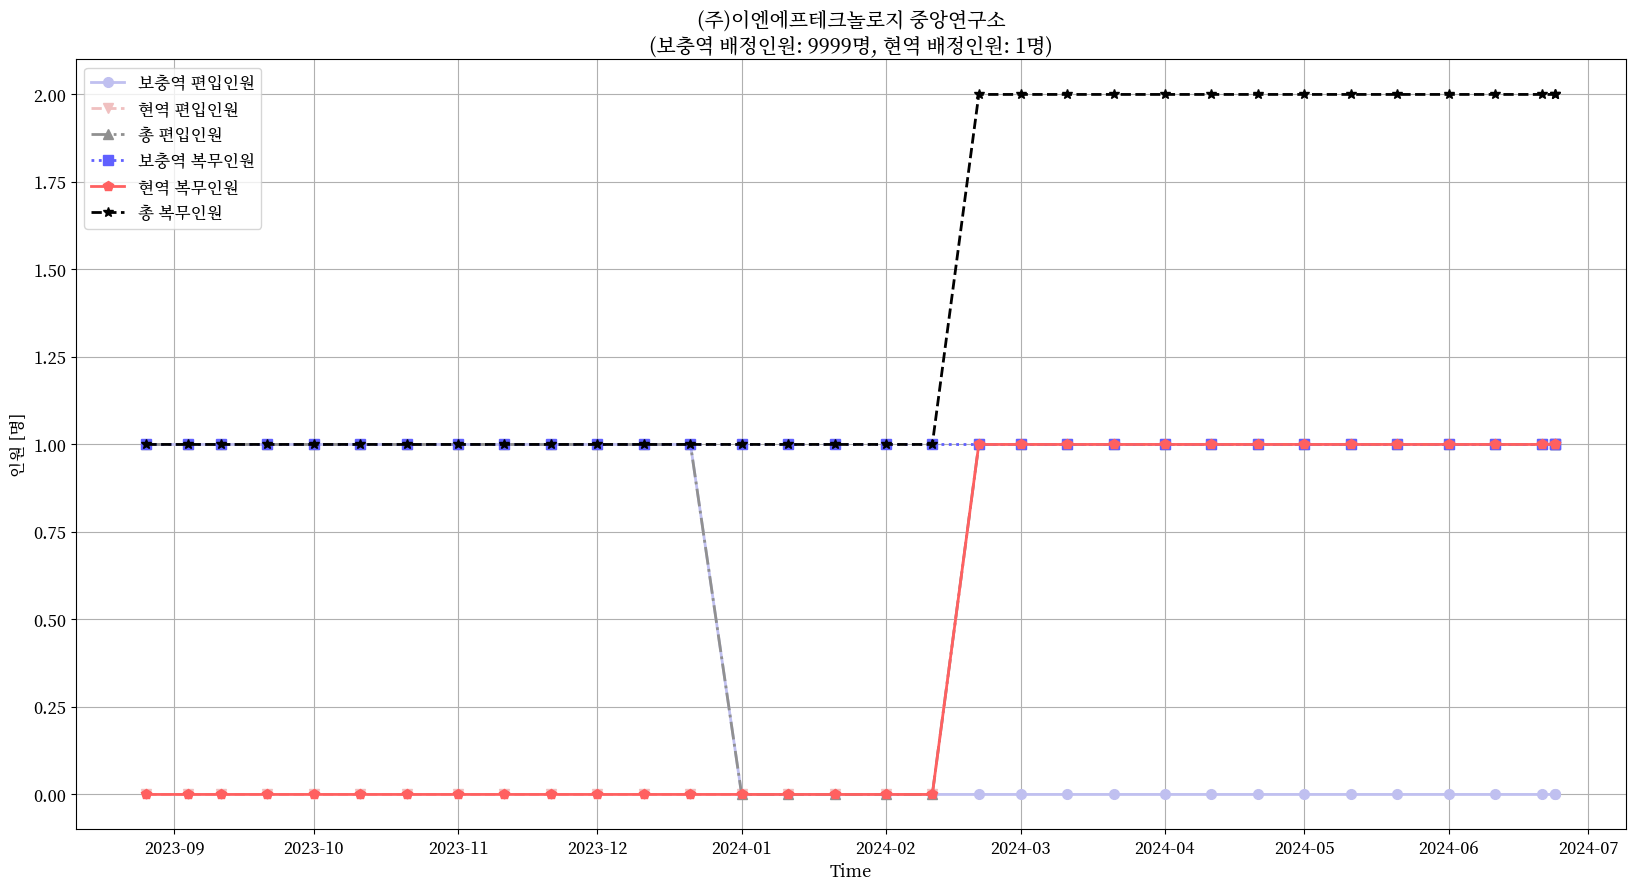 (주)이엔에프테크놀로지 중앙연구소
(보충역 배정인원: 9999명, 현역 배정인원: 1명)
보충역 편입인원
현역 편입인원
총 편입인원
보충역 복무인원
현역 복무인원
총 복무인원
2.00
1.75
1.50
1.25
1.00
0.75
0.50
0.25
0.00
인원 [명]
2023-09 2023-10 2023-11 2023-12 2024-01 2024-02 2024-03 2024-04 2024-05 2024-06 2024-07
Time